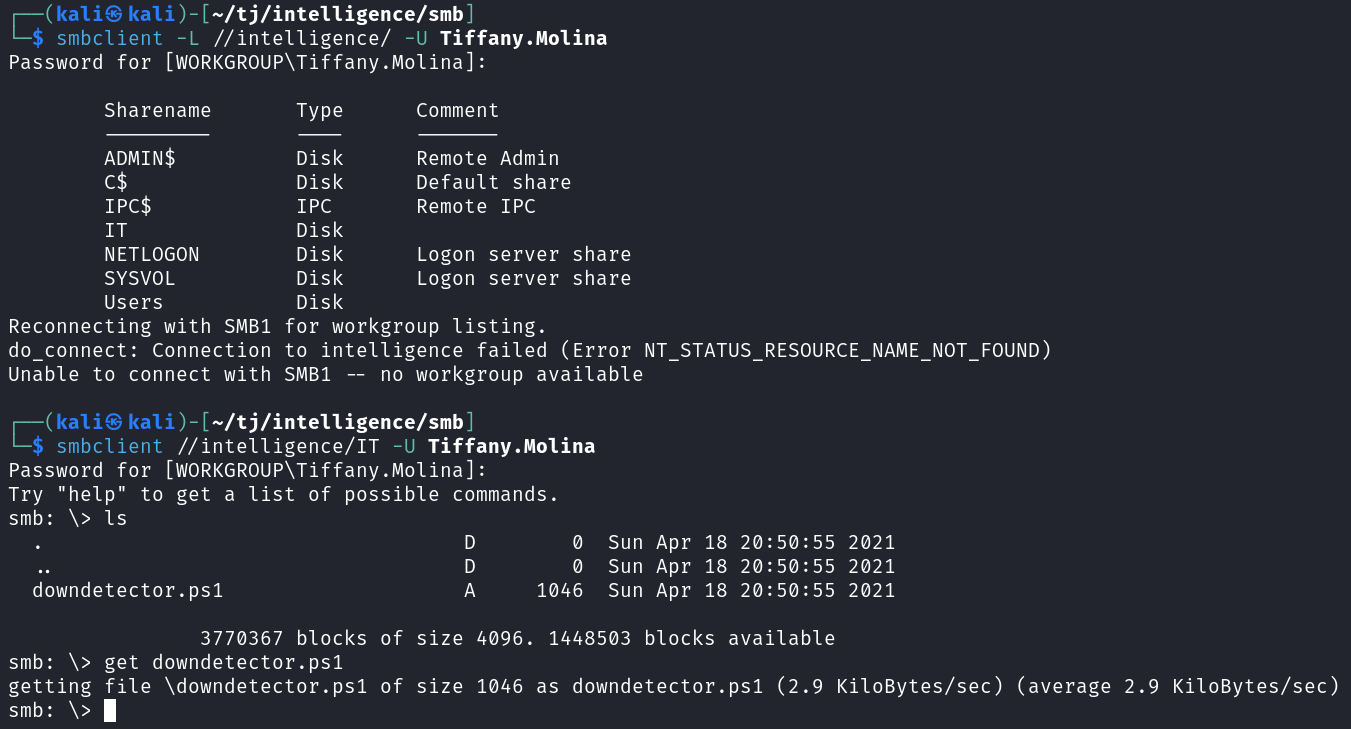 ┌──(kali㉿kali)-[~/tj/intelligence/smb]
└─$ smbclient -L //intelligence/ -U Tiffany.Molina
Password for [WORKGROUP\Tiffany.Molina]:

        Sharename       Type      Comment
        ---------       ----      -------
        ADMIN$          Disk      Remote Admin
        C$              Disk      Default share
        IPC$            IPC       Remote IPC
        IT              Disk
        NETLOGON        Disk      Logon server share
        SYSVOL          Disk      Logon server share
        Users           Disk
Reconnecting with SMB1 for workgroup listing.
do_connect: Connection to intelligence failed (Error NT_STATUS_RESOURCE_NAME_NOT_FOUND)
Unable to connect with SMB1 -- no workgroup available

┌──(kali㉿kali)-[~/tj/intelligence/smb]
└─$ smbclient //intelligence/IT -U Tiffany.Molina
Password for [WORKGROUP\Tiffany.Molina]:
Try "help" to get a list of possible commands.
smb: \> ls
  .                                   D        0  Sun Apr 18 20:50:55 2021
  ..                                  D        0  Sun Apr 18 20:50:55 2021
  downdetector.ps1                    A     1046  Sun Apr 18 20:50:55 2021

                3770367 blocks of size 4096. 1448503 blocks available
smb: \> get downdetector.ps1
getting file \downdetector.ps1 of size 1046 as downdetector.ps1 (2.9 KiloBytes/sec) (average 2.9 KiloBytes/sec)
smb: \>